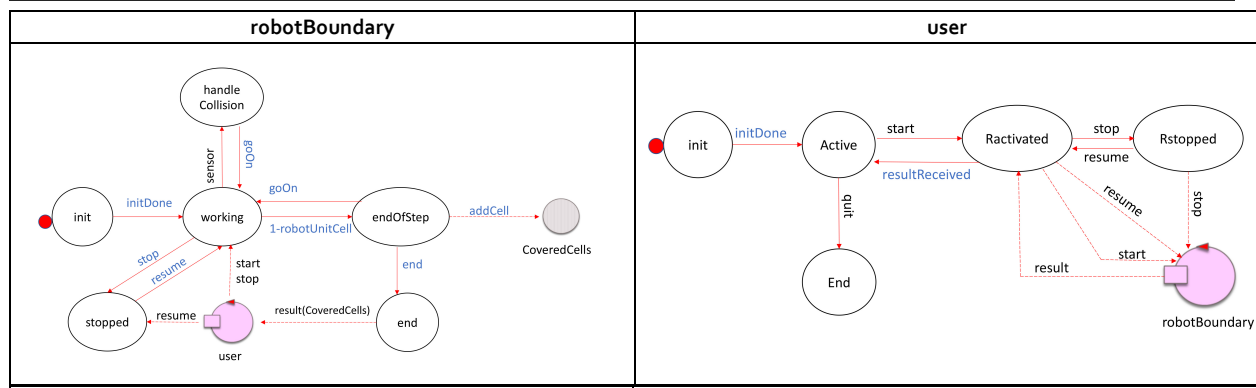 robotBoundary
handle
Collision
sensor
goOn
initDone
goOn
init
working
endOfStep
addCell
1-robotUnitCell
CoveredCells
stop
resume
start
stop
end
stopped
resume
result(CoveredCells)
end
user
user
init
initDone
Active
start
Ractivated
stop
resume
Rstopped
resultReceived
quit
resume
stop
End
result
start
robotBoundary